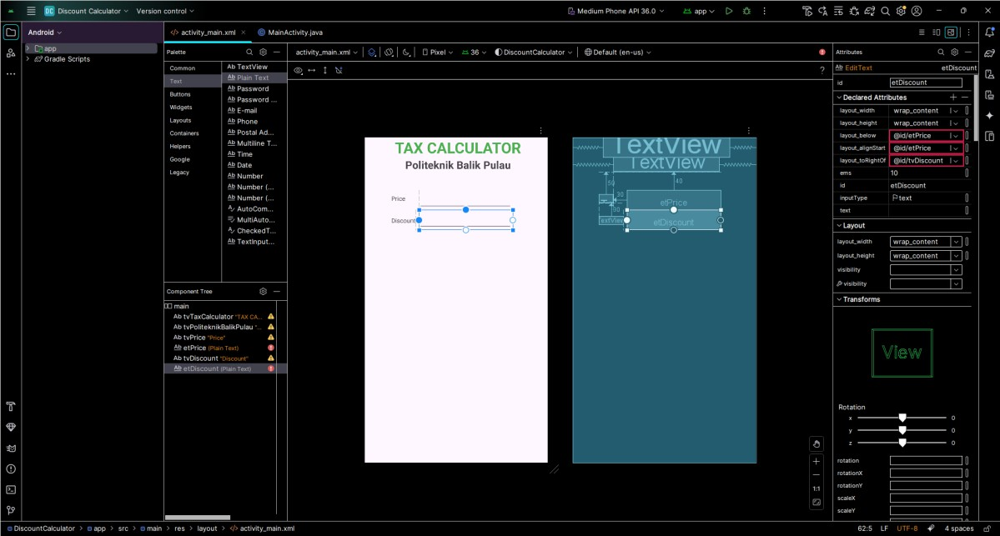 DC Discount Calculator Version control Medium Phone API 36.0 app
Android
app
Gradle Scripts
activity_main.xml MainActivity.java
Palette
Common
Text
Buttons
Widgets
Layouts
Containers
Helpers
Google
Legacy
Ab TextView
Ab Plain Text
Ab Password
Ab Password ...
Ab E-mail
Ab Phone
Ab Postal Ad...
Ab Multiline T...
Ab Time
Ab Date
Ab Number
Ab Number (...
Ab Number (...
AutoCom...
MultiAuto...
CheckedT...
Ab TextInput...
Component Tree
main
Ab tvTaxCalculator "TAX CA...
Ab tvPoliteknikBalikPulau "...
Ab tvPrice "Price"
Ab etPrice (Plain Text)
Ab tvDiscount "Discount"
Ab etDiscount (Plain Text)
activity_main.xml Pixel 36 DiscountCalculator Default (en-us)
?
TAX CALCULATOR
Politeknik Balik Pulau
Price
Discount
TextView
TextView
50
40
30
etPrice
30
TextView
etDiscount
1:1
Attributes
Ab EditText etDiscount
id etDiscount
Declared Attributes
layout_width wrap_content
layout_height wrap_content
layout_below @id/etPrice
layout_alignStart @id/etPrice
layout_toRightOf @id/tvDiscount
ems 10
id etDiscount
inputType text
text
Layout
layout_width wrap_content
layout_height wrap_content
visibility
visibility
Transforms
View
Rotation
x 0
y 0
z 0
rotation
rotationX
rotationY
scaleX
scaleY
DiscountCalculator > app > src > main > res > layout > activity_main.xml 62:5 LF UTF-8 4 spaces